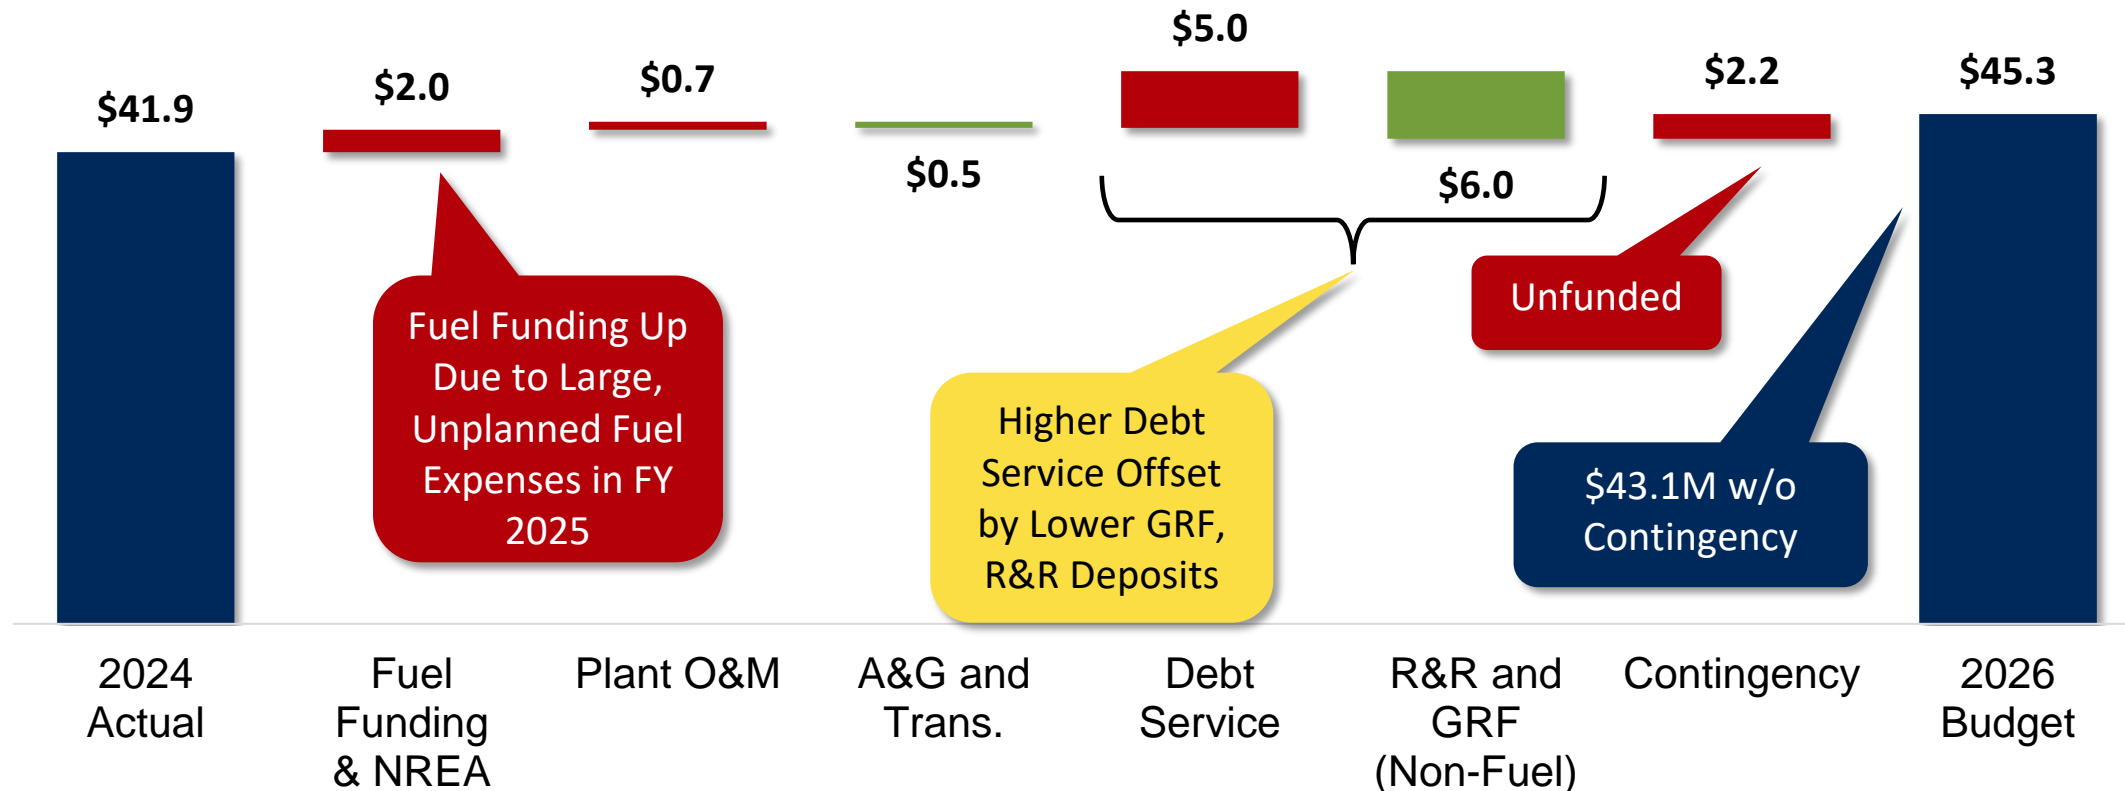 $41.9
$2.0
$0.7
$0.5
$5.0
$6.0
$2.2
$45.3
Fuel Funding Up
Due to Large,
Unplanned Fuel
Expenses in FY
2025
Higher Debt
Service Offset
by Lower GRF,
R&R Deposits
Unfunded
$43.1M w/o
Contingency
2024
Actual
Fuel
Funding
& NREA
Plant O&M
A&G and
Trans.
Debt
Service
R&R and
GRF
(Non-Fuel)
Contingency
2026
Budget